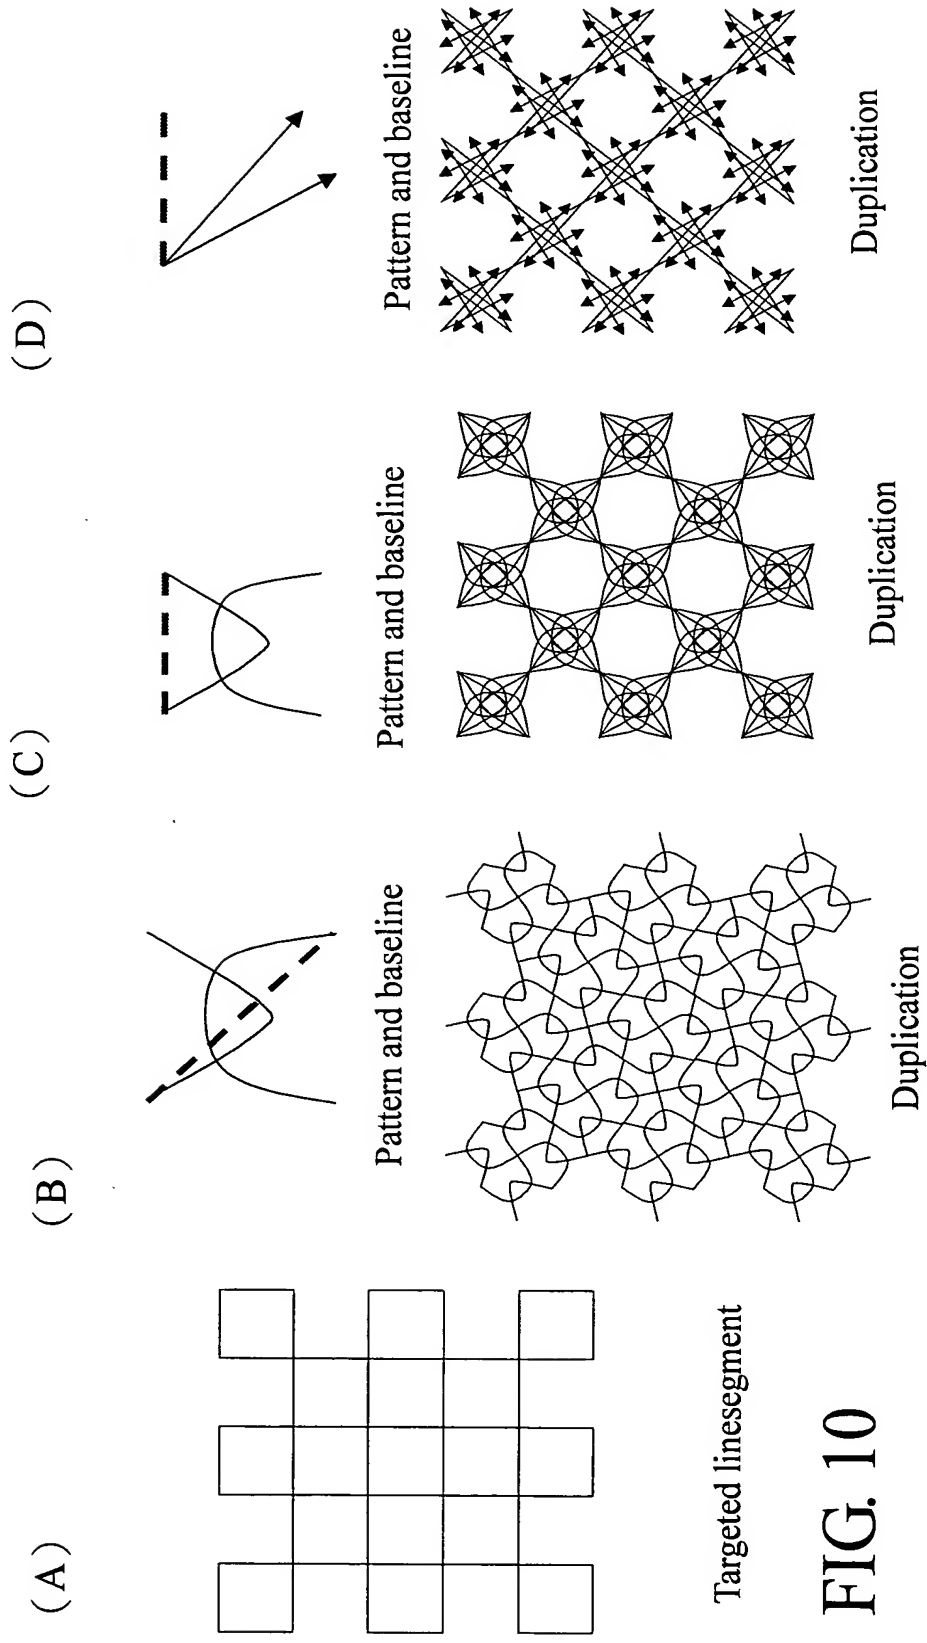 (A)
(B)
(C)
(D)
Pattern and baseline
Pattern and baseline
Pattern and baseline
Targeted linesegment
Duplication
Duplication
Duplication
FIG. 10